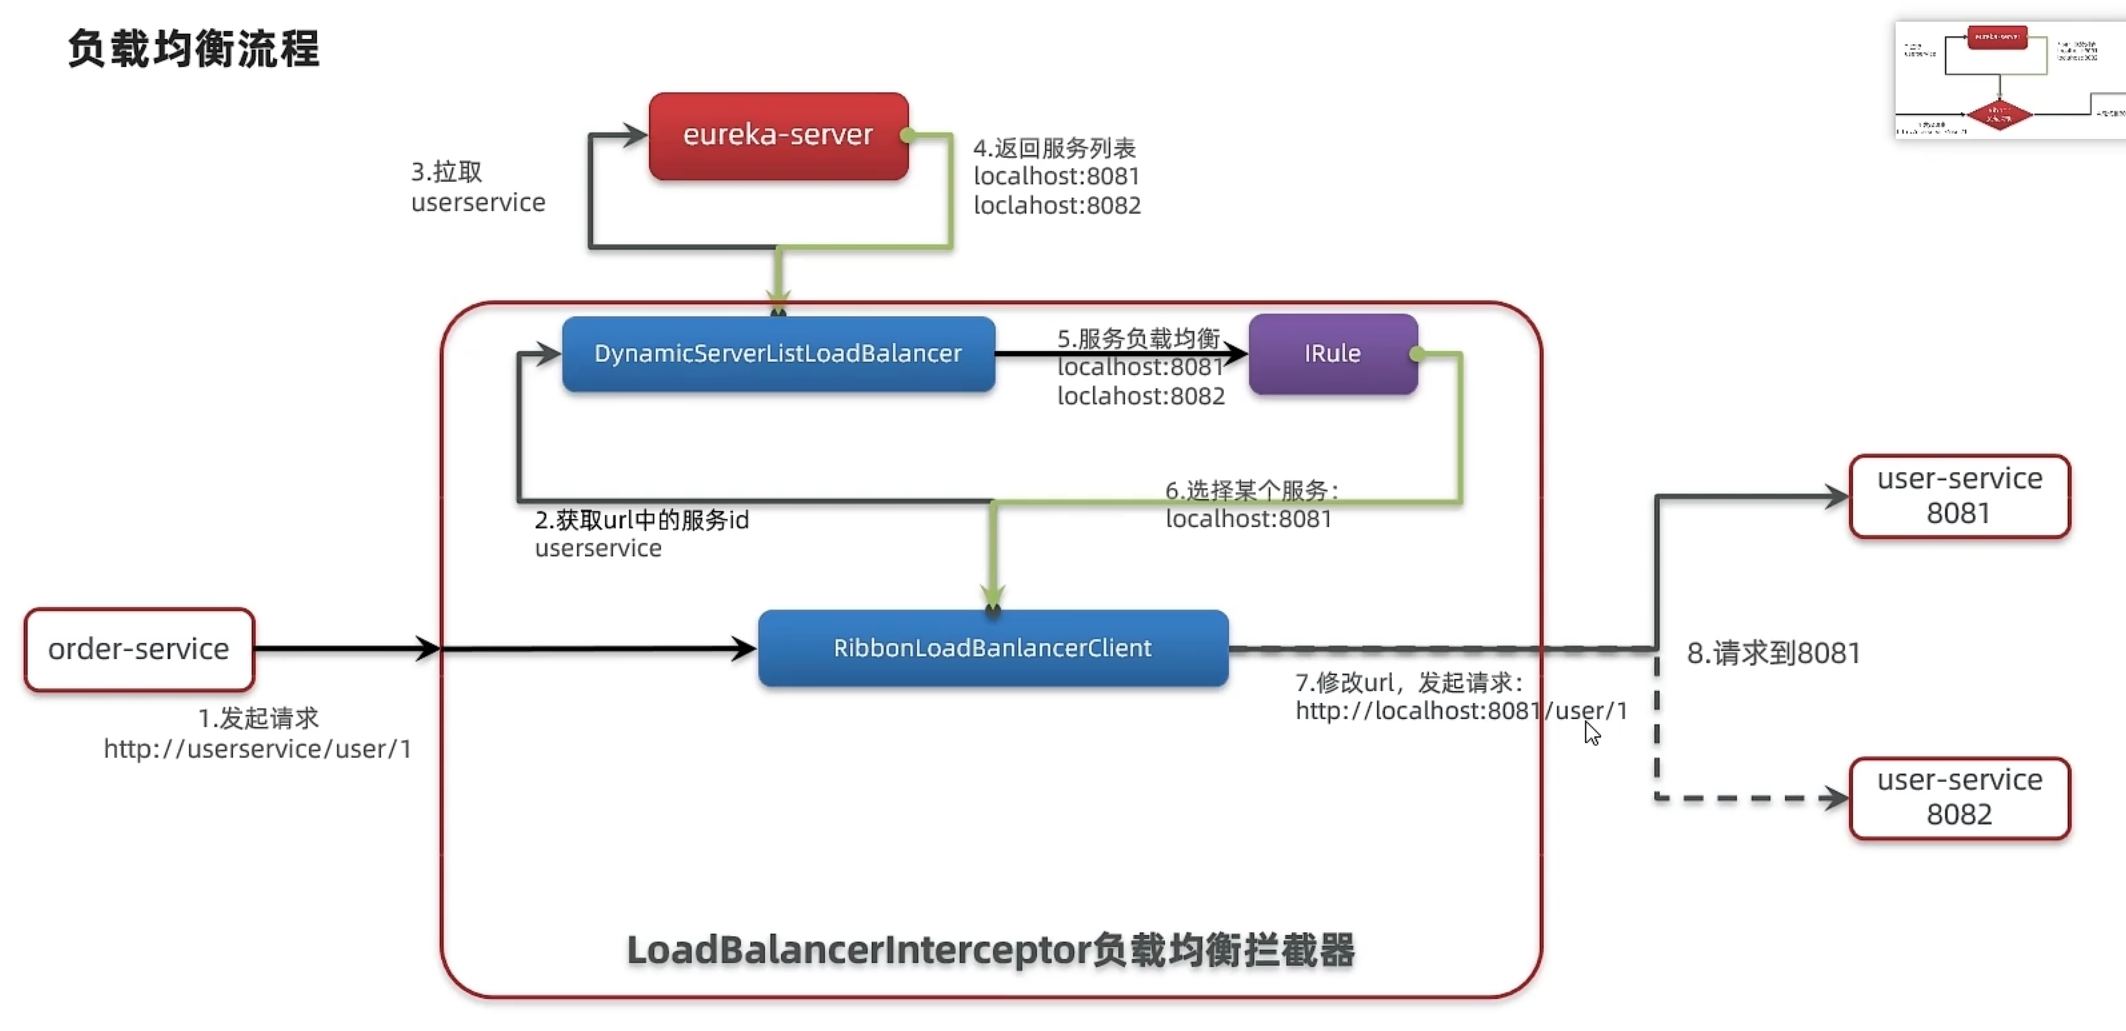 负载均衡流程
eureka-server
3.拉取
userservice
4.返回服务列表
localhost:8081
loclahost:8082
DynamicServerListLoadBalancer
5.服务负载均衡
localhost:8081
loclahost:8082
IRule
2.获取url中的服务id
userservice
6.选择某个服务：
localhost:8081
user-service
8081
order-service
1.发起请求
http://userservice/user/1
RibbonLoadBanlancerClient
7.修改url，发起请求：
http://localhost:8081/user/1
8.请求到8081
user-service
8082
LoadBalancerInterceptor负载均衡拦截器
eureka-server